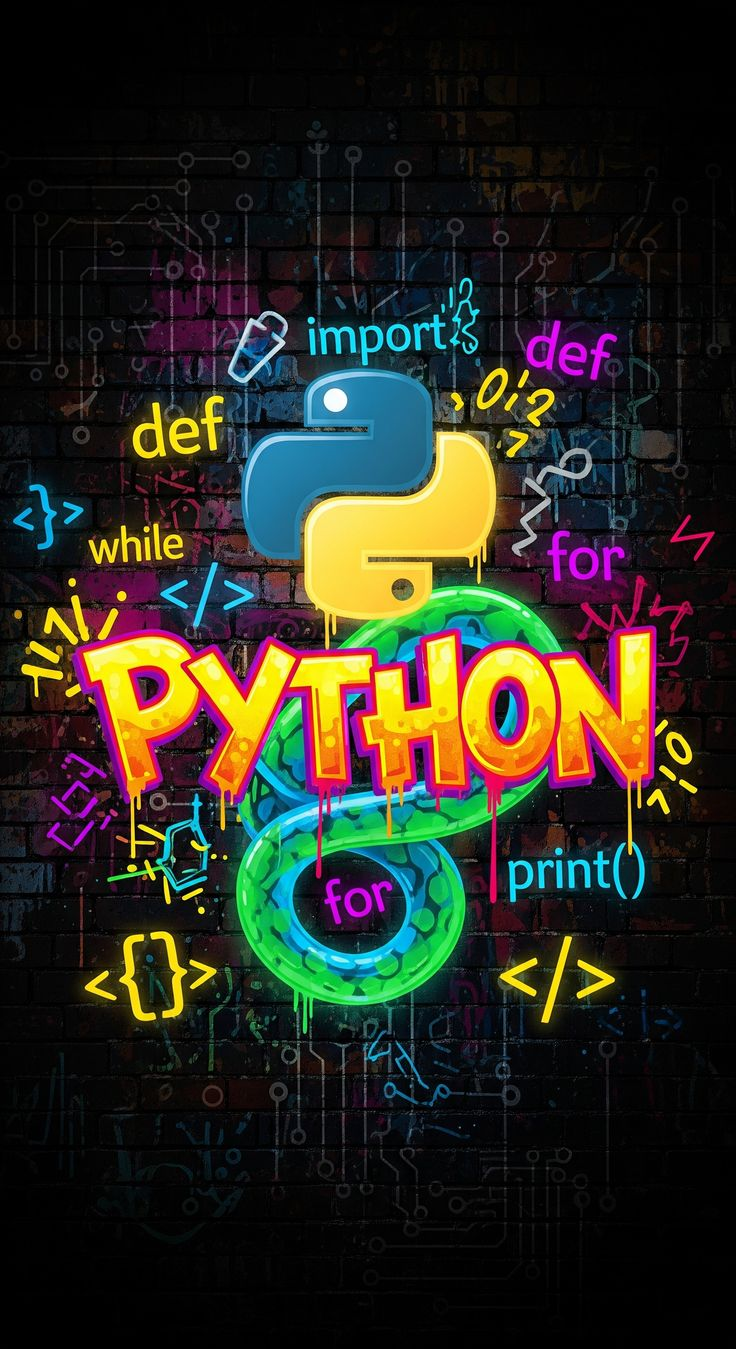 import
def
def
<{}>
while
</>
for
PYTHON
for
print()
<{}>
</>